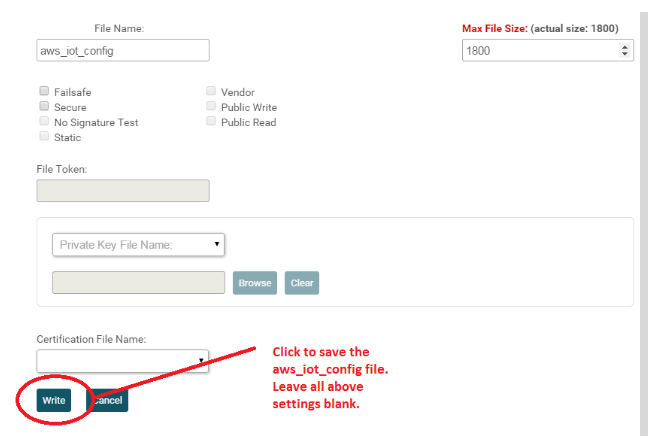 File Name:
Max File Size: (actual size: 1800)
aws_iot_config
1800
Failsafe
Vendor
Secure
Public Write
No Signature Test
Public Read
Static
File Token:
Private Key File Name:
Browse
Clear
Certification File Name:
Click to save the
aws_iot_config file.
Leave all above
settings blank.
Write
Cancel